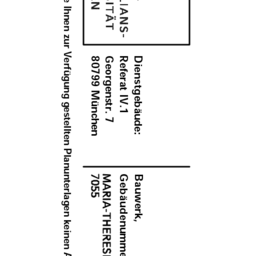 IANS-
ITÄT
N
Dienstgebäude:
Referat IV.1
Georgenstr. 7
80799 München
Bauwerk,
Gebäudenumme
MARIA-THERESI
7055
e Ihnen zur Verfügung gestellten Planunterlagen keinen A